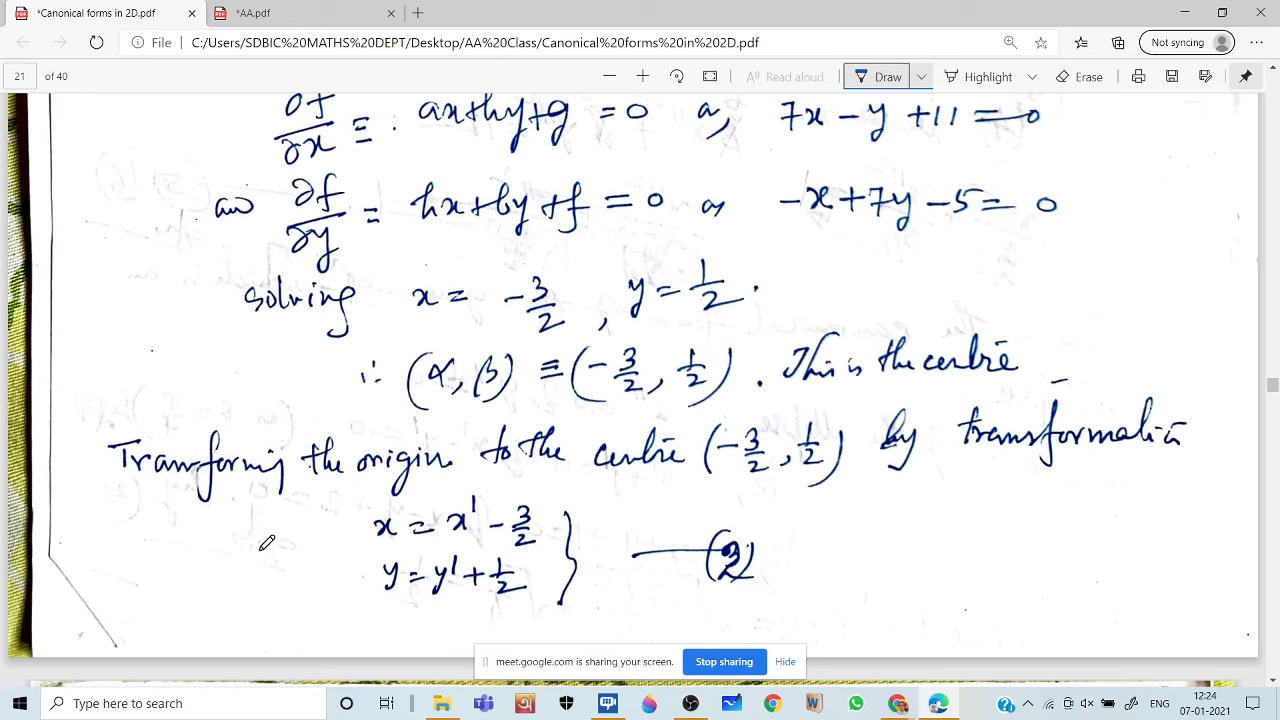 *Canonical forms in 2D.pdf
*AA.pdf
File C:/Users/SDBIC%20MATHS%20DEPT/Desktop/AA%20Class/Canonical%20forms%20in%202D.pdf
Not syncing
21 of 40
Read aloud
Draw
Highlight
Erase
∂f/∂x ≡ ax+hy+g = 0 or, 7x - y + 11 = 0
and ∂f/∂y ≡ hx+by+f = 0 or -x+7y-5 = 0
solving x = -3/2, y = 1/2.
∴ (α, β) ≡ (-3/2, 1/2). This is the centre
Transforming the origin to the centre (-3/2, 1/2) by transformation
x = x' - 3/2
y = y' + 1/2 } —(2)
meet.google.com is sharing your screen.
Stop sharing
Hide
Type here to search
12:24
07-01-2021